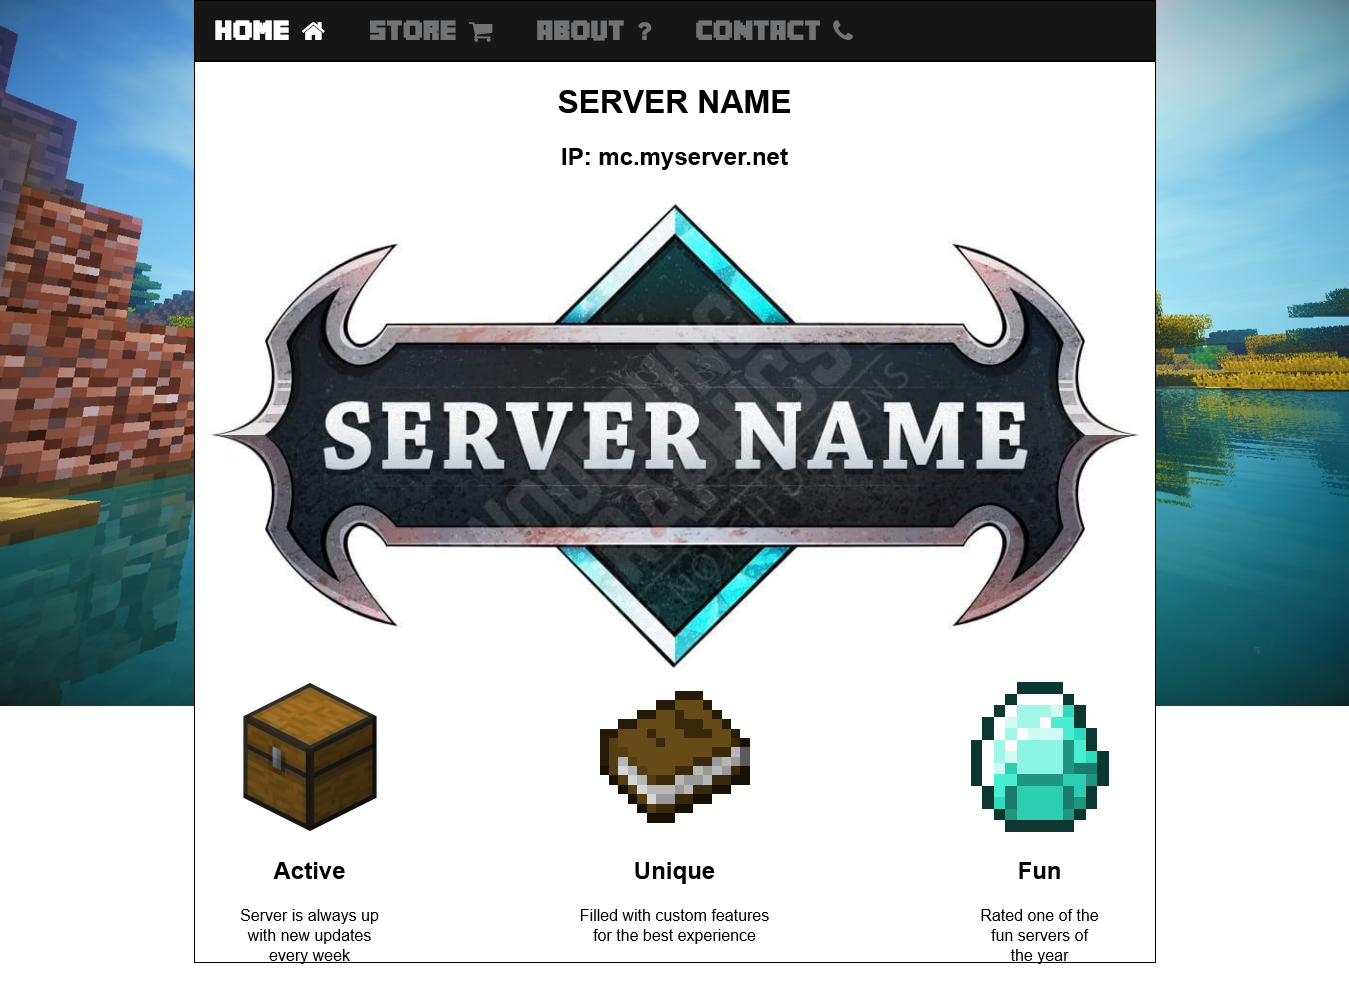 HOME STORE ABOUT ? CONTACT
SERVER NAME
IP: mc.myserver.net
SERVER NAME
Active
Server is always up
with new updates
every week
Unique
Filled with custom features
for the best experience
Fun
Rated one of the
fun servers of
the year